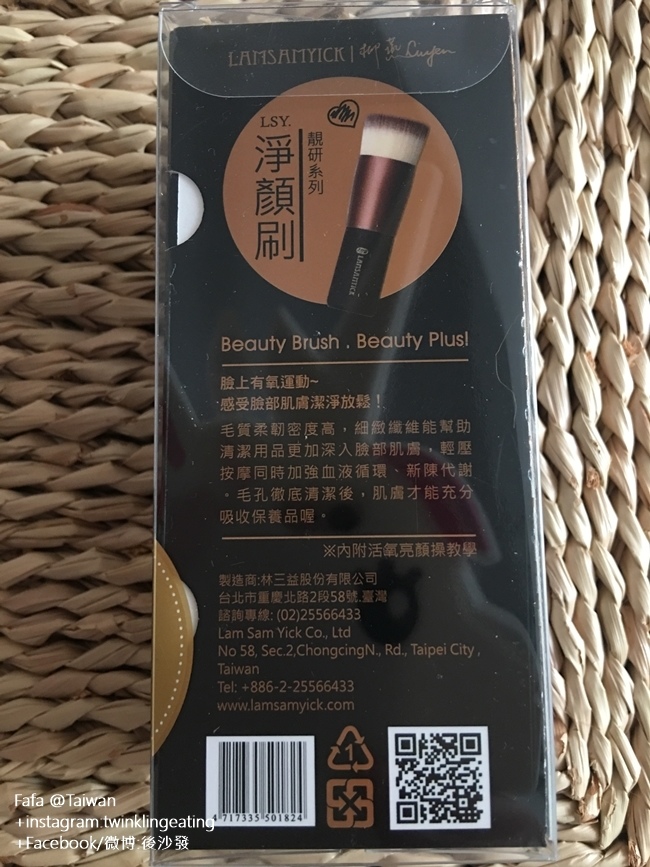 LAMSAMYICK |
LSY.
靚研系列
淨顏刷
LAMSAMYICK
Beauty Brush . Beauty Plus!
臉上有氧運動~
感受臉部肌膚潔淨放鬆！
毛質柔韌密度高，細緻纖維能幫助
清潔用品更加深入臉部肌膚，輕壓
按摩同時加強血液循環、新陳代謝
。毛孔徹底清潔後，肌膚才能充分
吸收保養品喔。
※內附活氧亮顏操教學
製造商:林三益股份有限公司
台北市重慶北路2段58號.臺灣
諮詢專線: (02)25566433
Lam Sam Yick Co., Ltd
No 58, Sec.2,ChongcingN., Rd., Taipei City ,
Taiwan
Tel: +886-2-25566433
www.lamsamyick.com
1
717335 501824
Fafa @Taiwan
+instagram.twinklingeating
+Facebook/微博·後沙發